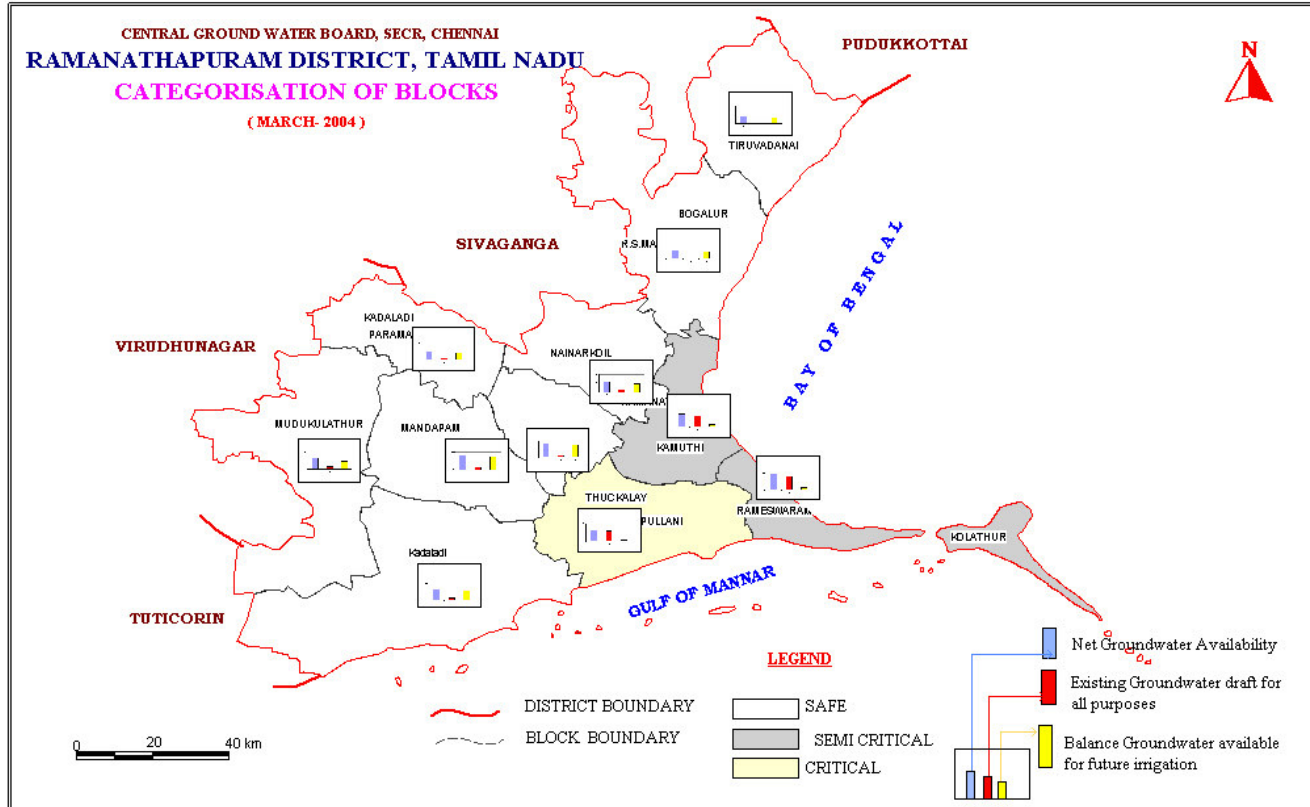 CENTRAL GROUND WATER BOARD, SECR, CHENNAI
RAMANATHAPURAM DISTRICT, TAMIL NADU
CATEGORISATION OF BLOCKS
( MARCH- 2004 )
PUDUKKOTTAI
N
TIRUVADANAI
BOGALUR
R.S.MA
SIVAGANGA
BAY OF BENGAL
KADALADI
PARAMA
VIRUDHUNAGAR
NAINARKOIL
MUDUKULATHUR
MANDAPAM
KAMUTHI
THUCKALAY
PULLANI
RAMESWARAM
KOLATHUR
Kadaladi
GULF OF MANNAR
TUTICORIN
LEGEND
DISTRICT BOUNDARY
BLOCK BOUNDARY
SAFE
SEMI CRITICAL
CRITICAL
Net Groundwater Availability
Existing Groundwater draft for
all purposes
Balance Groundwater available
for future irrigation
0 20 40 km